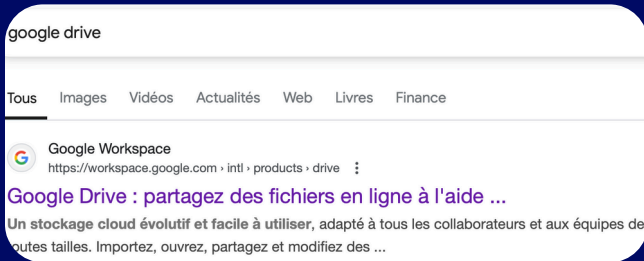 google drive
Tous Images Vidéos Actualités Web Livres Finance
Google Workspace
https://workspace.google.com › intl › products › drive
Google Drive : partagez des fichiers en ligne à l'aide ...
Un stockage cloud évolutif et facile à utiliser, adapté à tous les collaborateurs et aux équipes de
toutes tailles. Importez, ouvrez, partagez et modifiez des ...